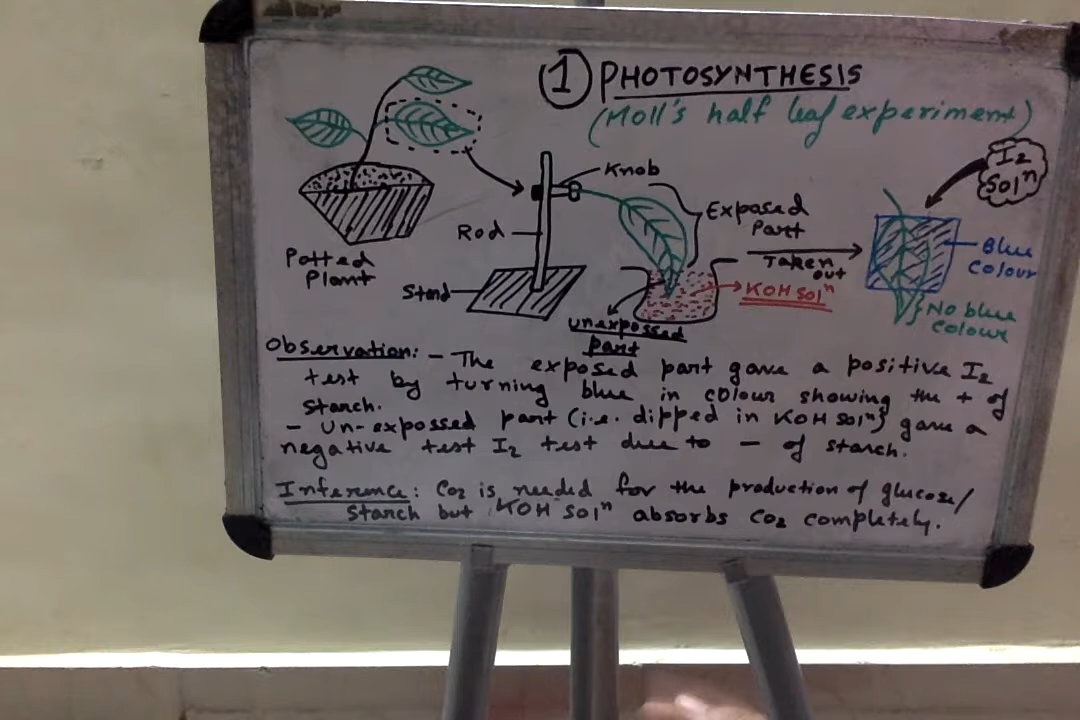 1 PHOTOSYNTHESIS
(Moll's half leaf experiment)
I2
Soln
Knob
Exposed
Part
Rod
Potted
Plant
Stand
Taken
out
KOH soln
Blue
Colour
No blue
Colour
unexpossed
part
Observation: - The exposed part gave a positive I2
test by turning blue in colour showing the + of
Starch.
- Un-exposed part (i.e. dipped in KOH soln) gave a
negative test I2 test due to - of starch.
Inference: CO2 is needed for the production of glucose/
Starch but KOH soln absorbs CO2 completely.